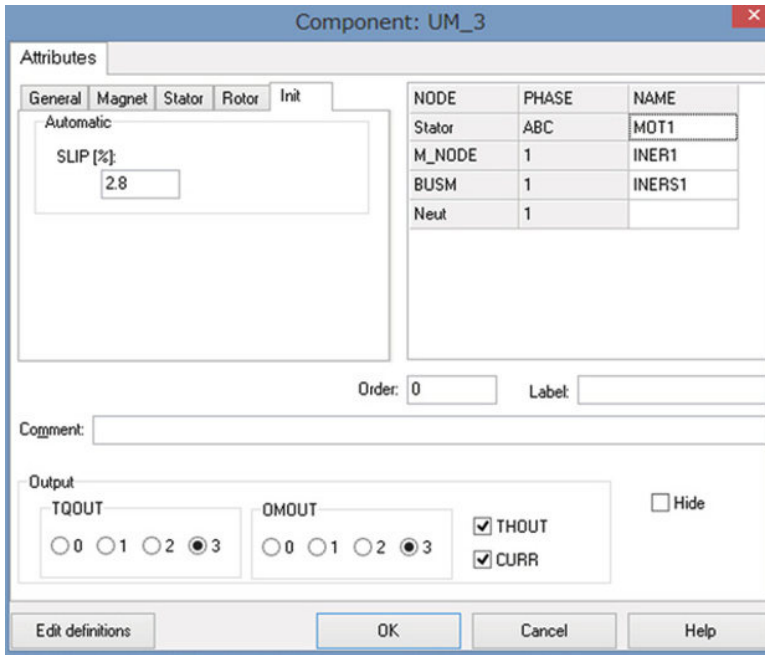 Component: UM_3
×
Attributes
General Magnet Stator Rotor Init
Automatic
SLIP [%]:
2.8
NODE PHASE NAME
Stator ABC MOT1
M_NODE 1 INER1
BUSM 1 INERS1
Neut 1
Order: 0 Label:
Comment:
Output
TQOUT
0 1 2 3
OMOUT
0 1 2 3
THOUT
CURR
Hide
Edit definitions OK Cancel Help